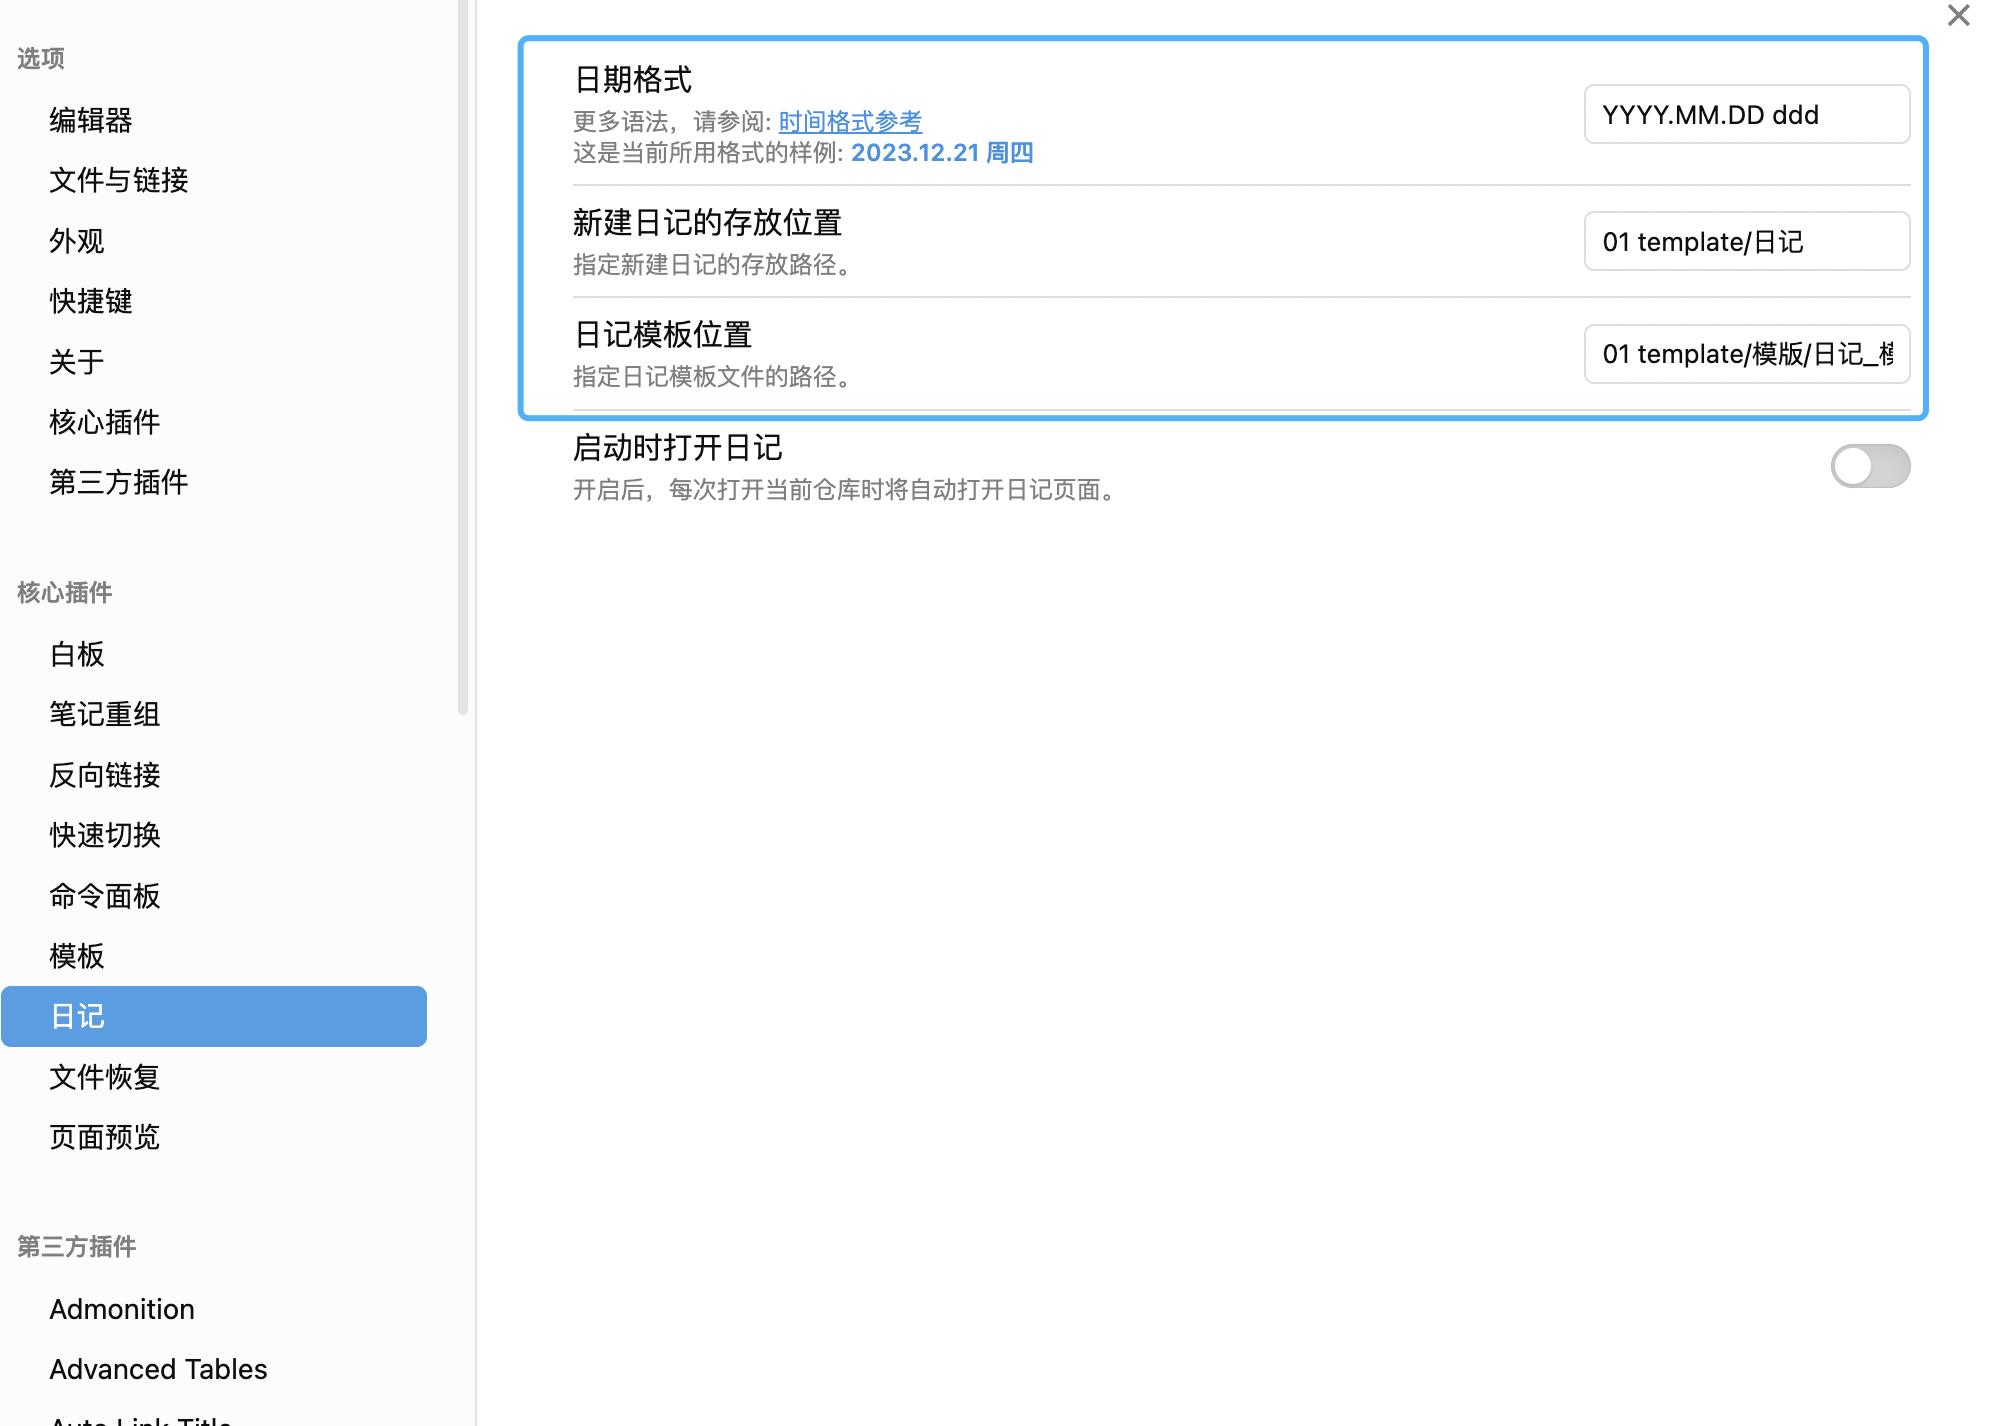 选项
编辑器
文件与链接
外观
快捷键
关于
核心插件
第三方插件
核心插件
白板
笔记重组
反向链接
快速切换
命令面板
模板
日记
文件恢复
页面预览
第三方插件
Admonition
Advanced Tables
Auto Link Title
日期格式
更多语法，请参阅: 时间格式参考
这是当前所用格式的样例: 2023.12.21 周四
YYYY.MM.DD ddd
新建日记的存放位置
指定新建日记的存放路径。
01 template/日记
日记模板位置
指定日记模板文件的路径。
01 template/模版/日记_模
启动时打开日记
开启后，每次打开当前仓库时将自动打开日记页面。